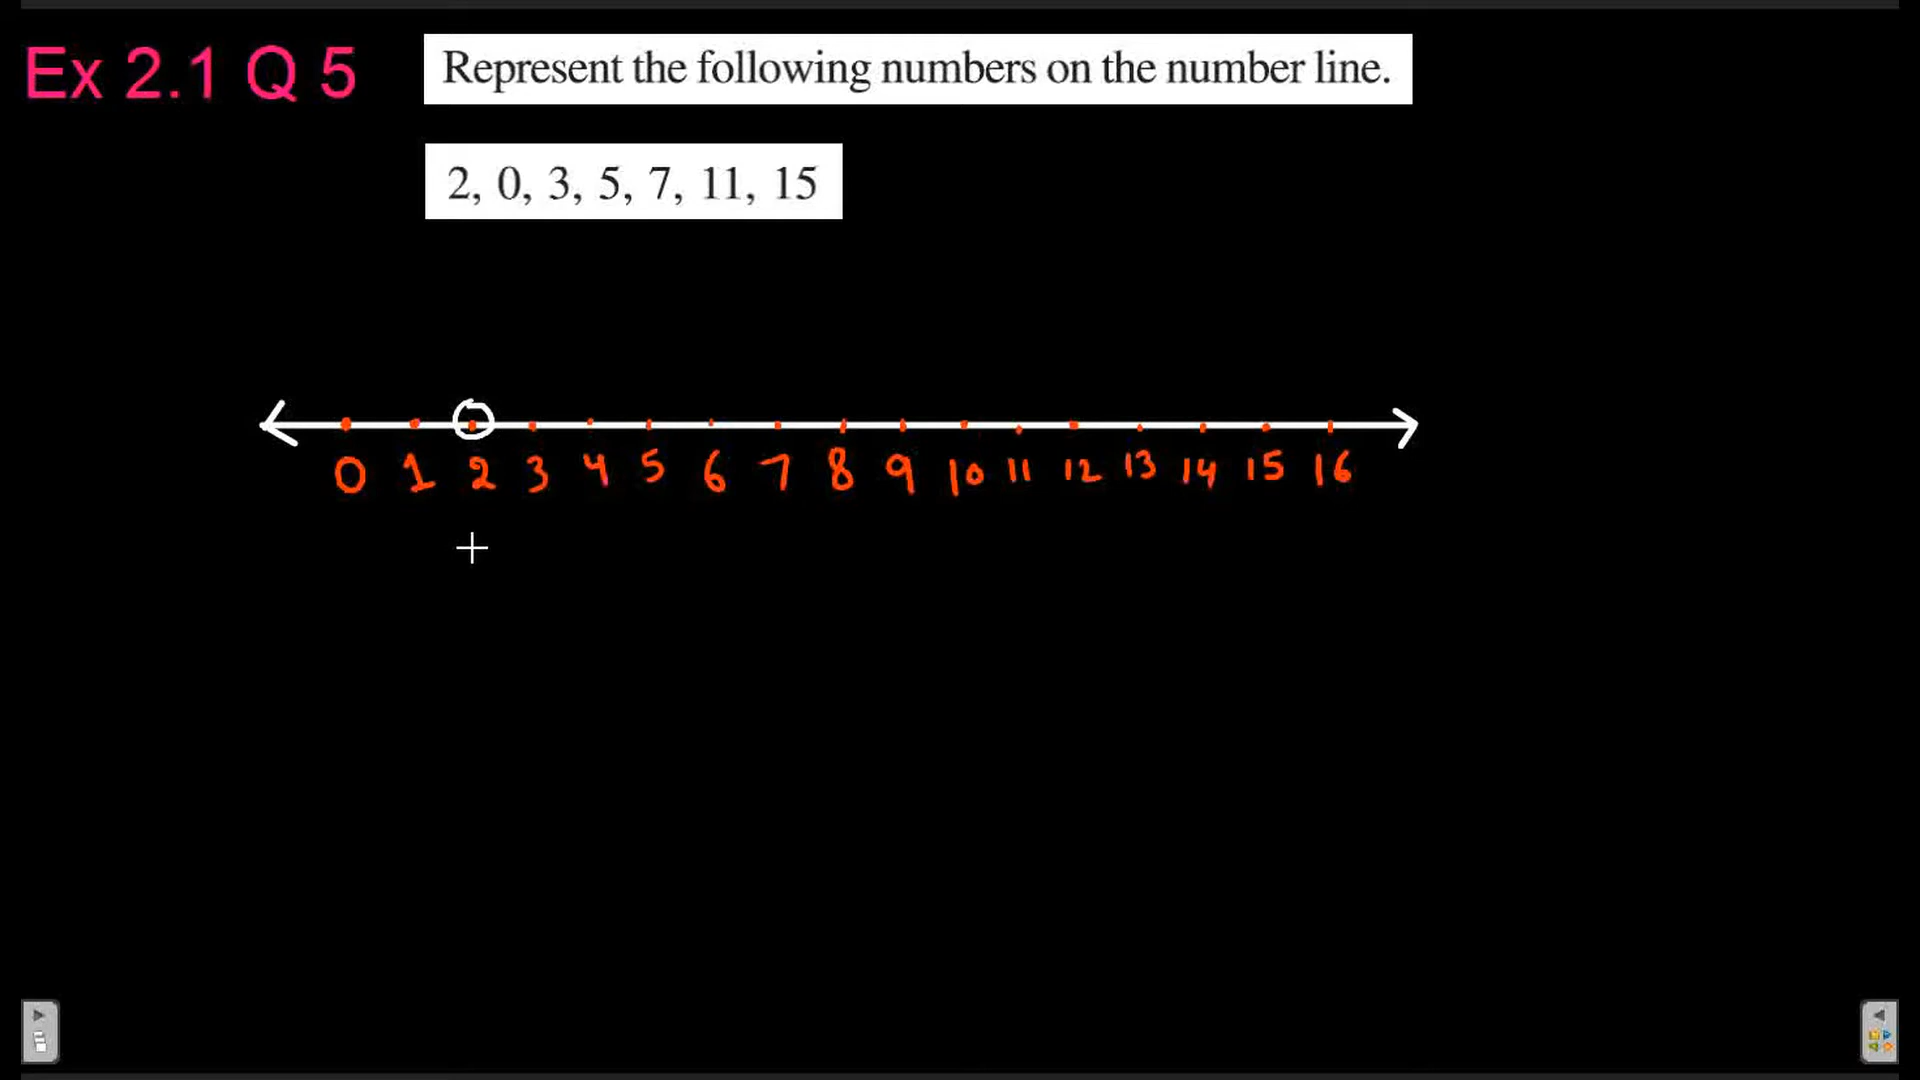 Ex 2.1 Q 5
Represent the following numbers on the number line.
2, 0, 3, 5, 7, 11, 15
0 1 2 3 4 5 6 7 8 9 10 11 12 13 14 15 16